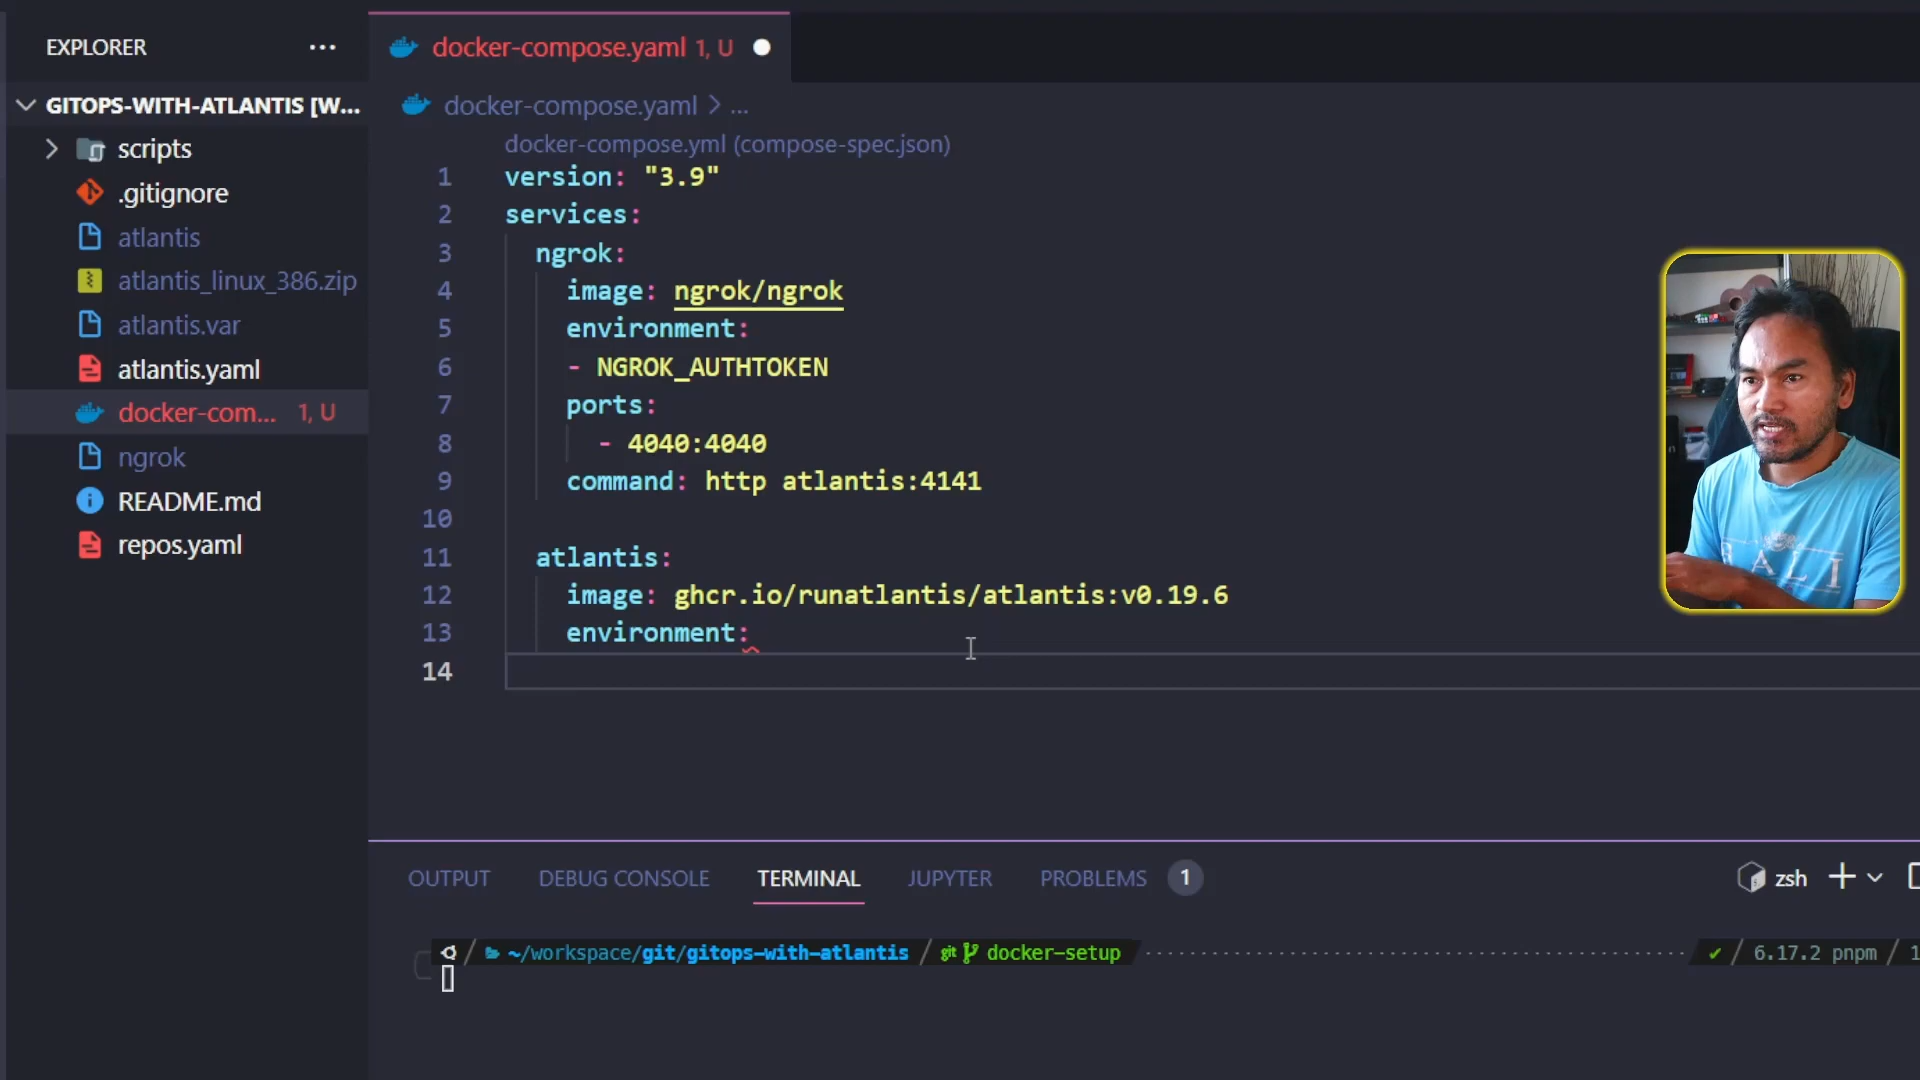 EXPLORER
GITOPS-WITH-ATLANTIS [W...
scripts
.gitignore
atlantis
atlantis_linux_386.zip
atlantis.var
atlantis.yaml
docker-com... 1, U
ngrok
README.md
repos.yaml
docker-compose.yaml 1, U
docker-compose.yaml > ...
docker-compose.yml (compose-spec.json)
1 version: "3.9"
2 services:
3 ngrok:
4 image: ngrok/ngrok
5 environment:
6 - NGROK_AUTHTOKEN
7 ports:
8 - 4040:4040
9 command: http atlantis:4141
10
11 atlantis:
12 image: ghcr.io/runatlantis/atlantis:v0.19.6
13 environment:
14
OUTPUT DEBUG CONSOLE TERMINAL JUPYTER PROBLEMS 1 zsh
~/workspace/git/gitops-with-atlantis / git docker-setup ✔ / 6.17.2 pnpm / 1